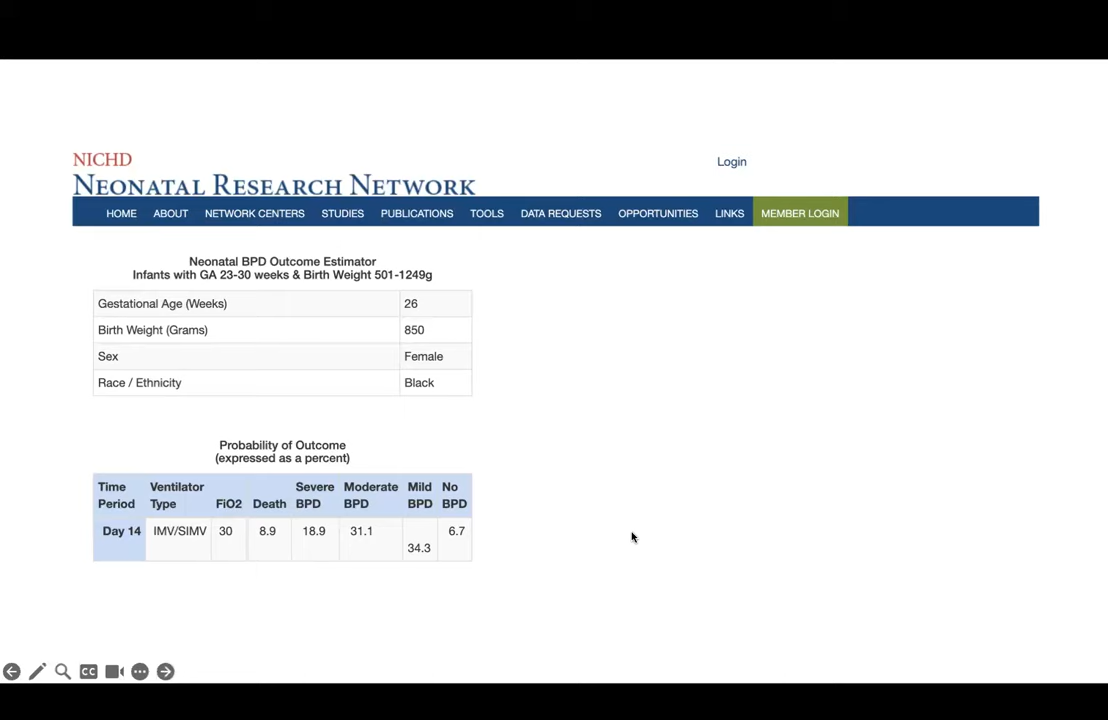 NICHD
Login
NEONATAL RESEARCH NETWORK
HOME ABOUT NETWORK CENTERS STUDIES PUBLICATIONS TOOLS DATA REQUESTS OPPORTUNITIES LINKS MEMBER LOGIN
Neonatal BPD Outcome Estimator
Infants with GA 23-30 weeks & Birth Weight 501-1249g
Gestational Age (Weeks) 26
Birth Weight (Grams) 850
Sex Female
Race / Ethnicity Black
Probability of Outcome
(expressed as a percent)
Time Ventilator Severe Moderate Mild No
Period Type FiO2 Death BPD BPD BPD BPD
Day 14 IMV/SIMV 30 8.9 18.9 31.1 6.7
34.3
CC